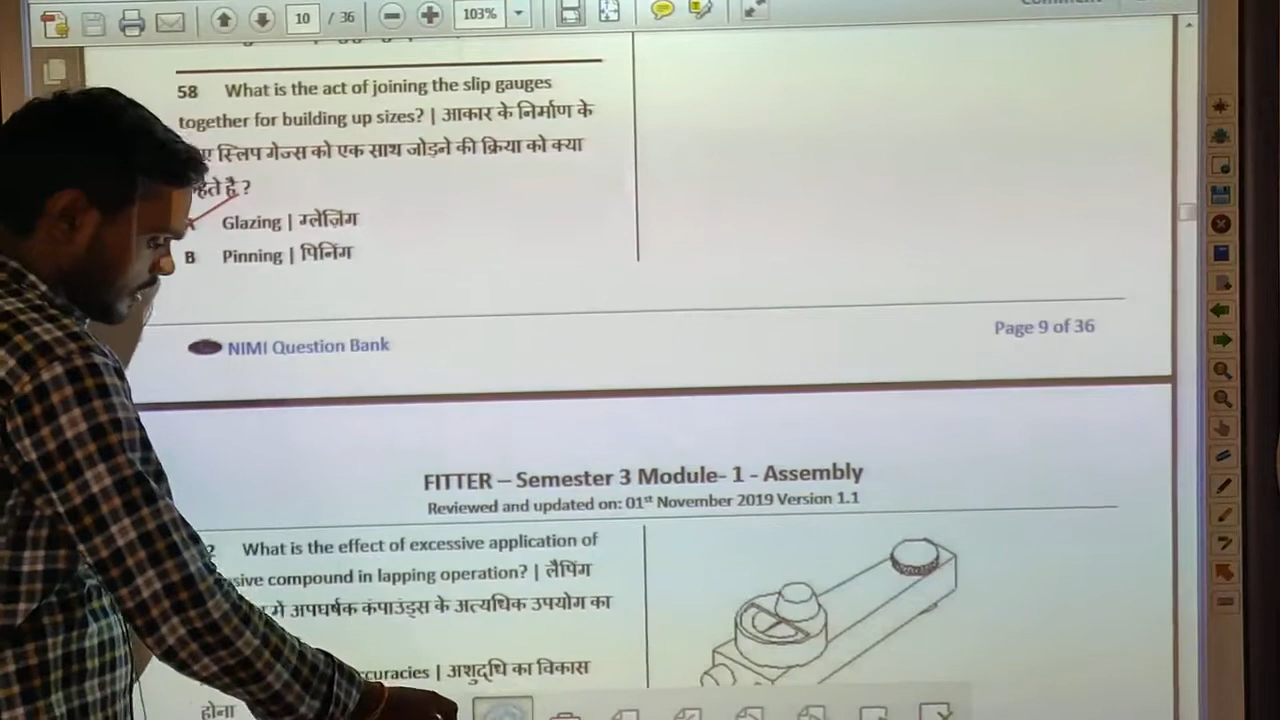 10 / 36
103%
58 What is the act of joining the slip gauges
together for building up sizes? | आकार के निर्माण के
स्लिप गेज्स को एक साथ जोड़ने की क्रिया को क्या
है ?
Glazing | ग्लेज़िंग
B Pinning | पिनिंग
NIMI Question Bank
Page 9 of 36
FITTER – Semester 3 Module- 1 - Assembly
Reviewed and updated on: 01st November 2019 Version 1.1
What is the effect of excessive application of
compound in lapping operation? | लैपिंग
में अपघर्षक कंपाउंड्स के अत्यधिक उपयोग का
| अशुद्धि का विकास
होना